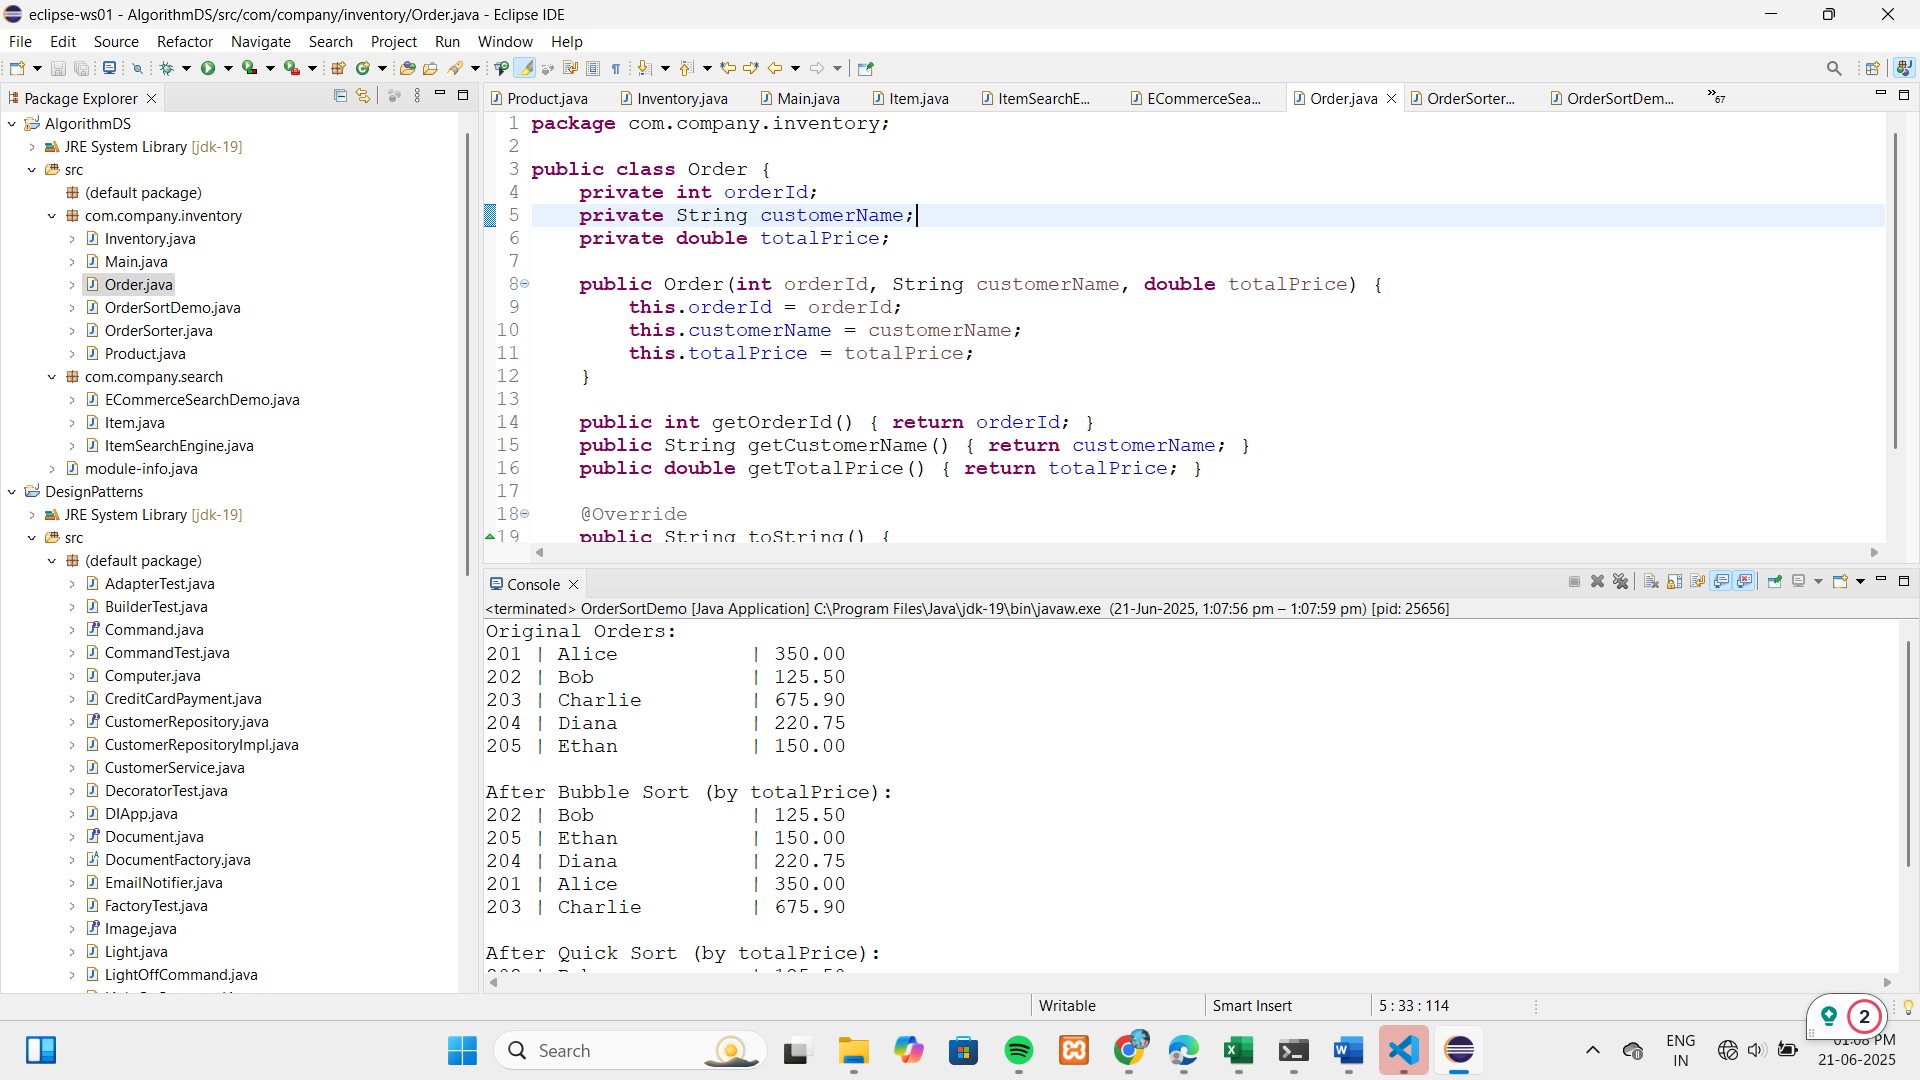 eclipse-ws01 - AlgorithmDS/src/com/company/inventory/Order.java - Eclipse IDE
File Edit Source Refactor Navigate Search Project Run Window Help
Package Explorer
AlgorithmDS
JRE System Library [jdk-19]
src
(default package)
com.company.inventory
Inventory.java
Main.java
Order.java
OrderSortDemo.java
OrderSorter.java
Product.java
com.company.search
ECommerceSearchDemo.java
Item.java
ItemSearchEngine.java
module-info.java
DesignPatterns
JRE System Library [jdk-19]
src
(default package)
AdapterTest.java
BuilderTest.java
Command.java
CommandTest.java
Computer.java
CreditCardPayment.java
CustomerRepository.java
CustomerRepositoryImpl.java
CustomerService.java
DecoratorTest.java
DIApp.java
Document.java
DocumentFactory.java
EmailNotifier.java
FactoryTest.java
Image.java
Light.java
LightOffCommand.java
Product.java Inventory.java Main.java Item.java ItemSearchE... ECommerceSea... Order.java OrderSorter... OrderSortDem... »67
1 package com.company.inventory;
2
3 public class Order {
4 private int orderId;
5 private String customerName;
6 private double totalPrice;
7
8 public Order(int orderId, String customerName, double totalPrice) {
9 this.orderId = orderId;
10 this.customerName = customerName;
11 this.totalPrice = totalPrice;
12 }
13
14 public int getOrderId() { return orderId; }
15 public String getCustomerName() { return customerName; }
16 public double getTotalPrice() { return totalPrice; }
17
18 @Override
19 public String toString() {
Console
<terminated> OrderSortDemo [Java Application] C:\Program Files\Java\jdk-19\bin\javaw.exe (21-Jun-2025, 1:07:56 pm – 1:07:59 pm) [pid: 25656]
Original Orders:
201 | Alice | 350.00
202 | Bob | 125.50
203 | Charlie | 675.90
204 | Diana | 220.75
205 | Ethan | 150.00
After Bubble Sort (by totalPrice):
202 | Bob | 125.50
205 | Ethan | 150.00
204 | Diana | 220.75
201 | Alice | 350.00
203 | Charlie | 675.90
After Quick Sort (by totalPrice):
202 | Bob | 125.50
Writable Smart Insert 5 : 33 : 114
2
Search
ENG
IN
01:08 PM
21-06-2025